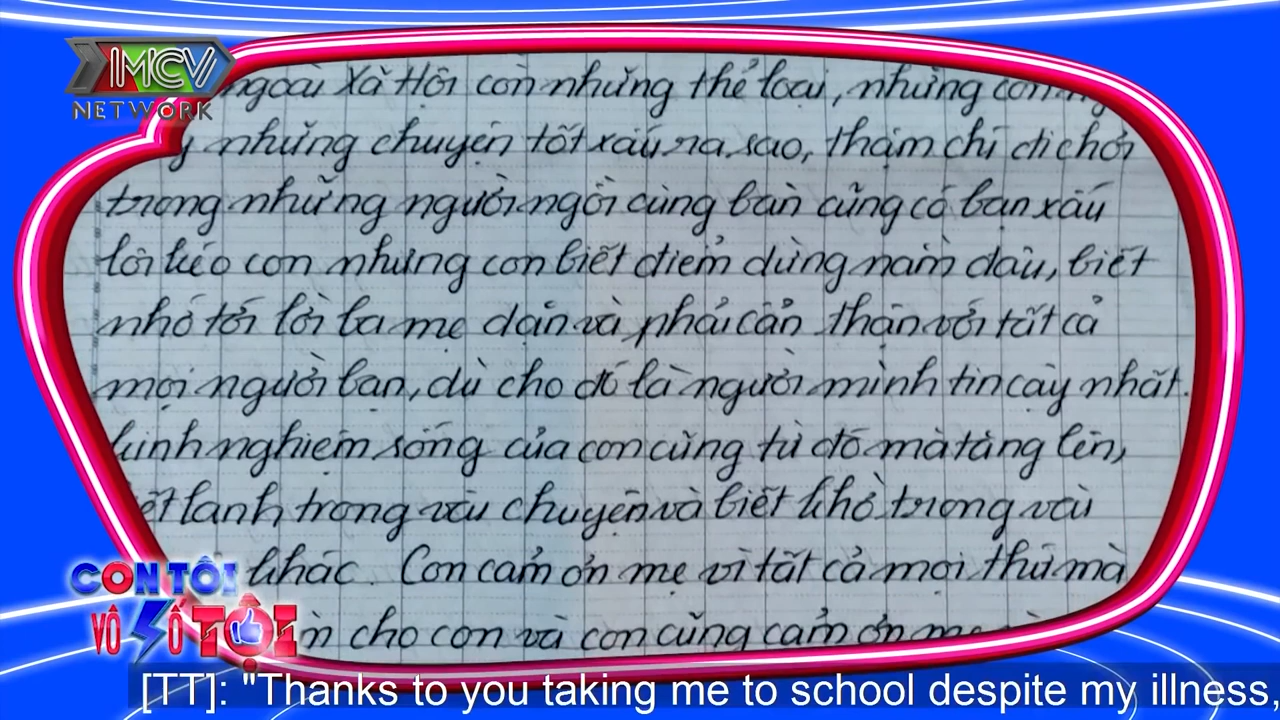 MCV
NETWORK
ngoài xã Hội còn những thể loại, những con
những chuyện tốt xấu ra sao, thậm chí đi chơi
trong những người ngồi cùng bàn cũng có bạn xấu
lôi kéo con nhưng con biết điểm dừng nằm đâu, biết
nhớ tới lời ba mẹ dặn và phải cẩn thận với tất cả
mọi người bạn, dù cho đó là người mình tin cậy nhất.
kinh nghiệm sống của con cũng từ đó mà tăng lên,
lanh trong vài chuyện và biết khờ trong vài
khác. Con cảm ơn mẹ vì tất cả mọi thứ mà
cho con và con cũng cảm ơn mẹ
CON TÔI
VÔ SỐ TỘI
[TT]: "Thanks to you taking me to school despite my illness,